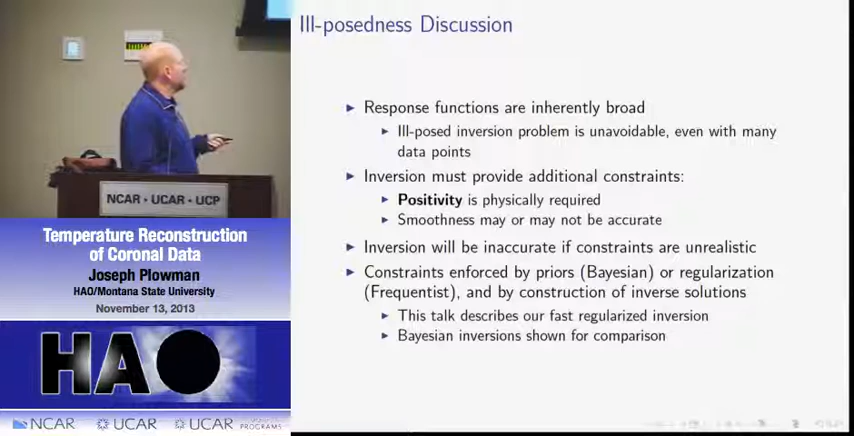 Ill-posedness Discussion
Response functions are inherently broad
Ill-posed inversion problem is unavoidable, even with many
data points
Inversion must provide additional constraints:
Positivity is physically required
Smoothness may or may not be accurate
Inversion will be inaccurate if constraints are unrealistic
Constraints enforced by priors (Bayesian) or regularization
(Frequentist), and by construction of inverse solutions
This talk describes our fast regularized inversion
Bayesian inversions shown for comparison
NCAR • UCAR • UCP
Temperature Reconstruction
of Coronal Data
Joseph Plowman
HAO/Montana State University
November 13, 2013
HAO
NCAR
UCAR
UCAR
PROGRAMS